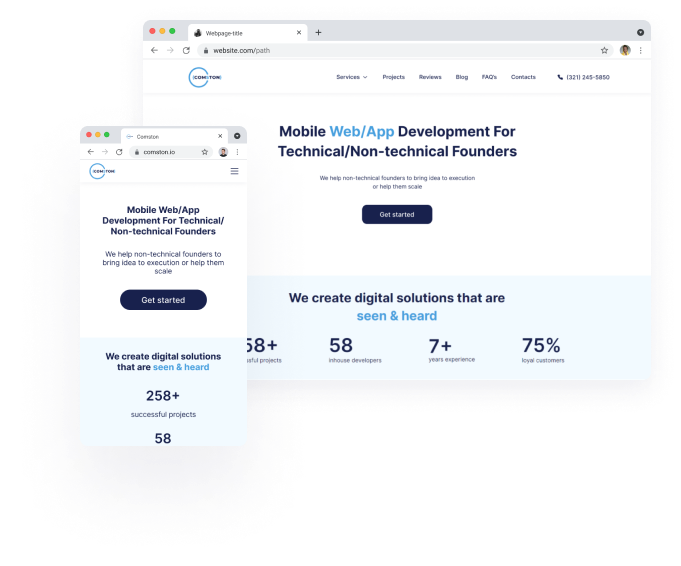 Webpage-title
website.com/path
COMSTON
Services
Projects
Reviews
Blog
FAQ's
Contacts
(321) 245-5850
Mobile Web/App Development For
Technical/Non-technical Founders
We help non-technical founders to bring idea to execution
or help them scale
Get started
We create digital solutions that are
seen & heard
58+
sful projects
58
inhouse developers
7+
years experience
75%
loyal customers
Comston
comston.io
COMSTON
Mobile Web/App
Development For Technical/
Non-technical Founders
We help non-technical founders to
bring idea to execution or help them
scale
Get started
We create digital solutions
that are seen & heard
258+
successful projects
58